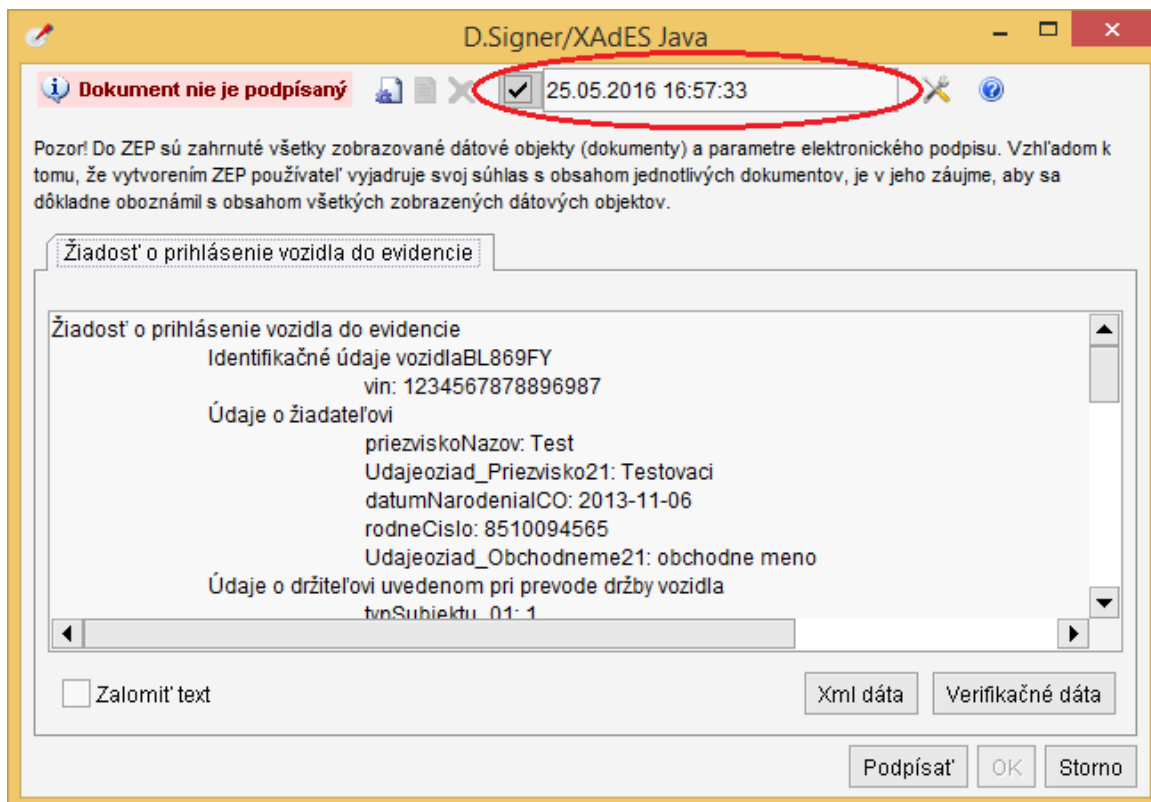 D.Signer/XAdES Java
Dokument nie je podpísaný
25.05.2016 16:57:33
Pozor! Do ZEP sú zahrnuté všetky zobrazované dátové objekty (dokumenty) a parametre elektronického podpisu. Vzhľadom k
tomu, že vytvorením ZEP používateľ vyjadruje svoj súhlas s obsahom jednotlivých dokumentov, je v jeho záujme, aby sa
dôkladne oboznámil s obsahom všetkých zobrazených dátových objektov.
Žiadosť o prihlásenie vozidla do evidencie
Žiadosť o prihlásenie vozidla do evidencie
Identifikačné údaje vozidlaBL869FY
vin: 1234567878896987
Údaje o žiadateľovi
priezviskoNazov: Test
Udajeoziad_Priezvisko21: Testovaci
datumNarodeniaICO: 2013-11-06
rodneCislo: 8510094565
Udajeoziad_Obchodneme21: obchodne meno
Údaje o držiteľovi uvedenom pri prevode držby vozidla
typSubjektu_01: 1
Zalomiť text
Xml dáta
Verifikačné dáta
Podpísať
OK
Storno